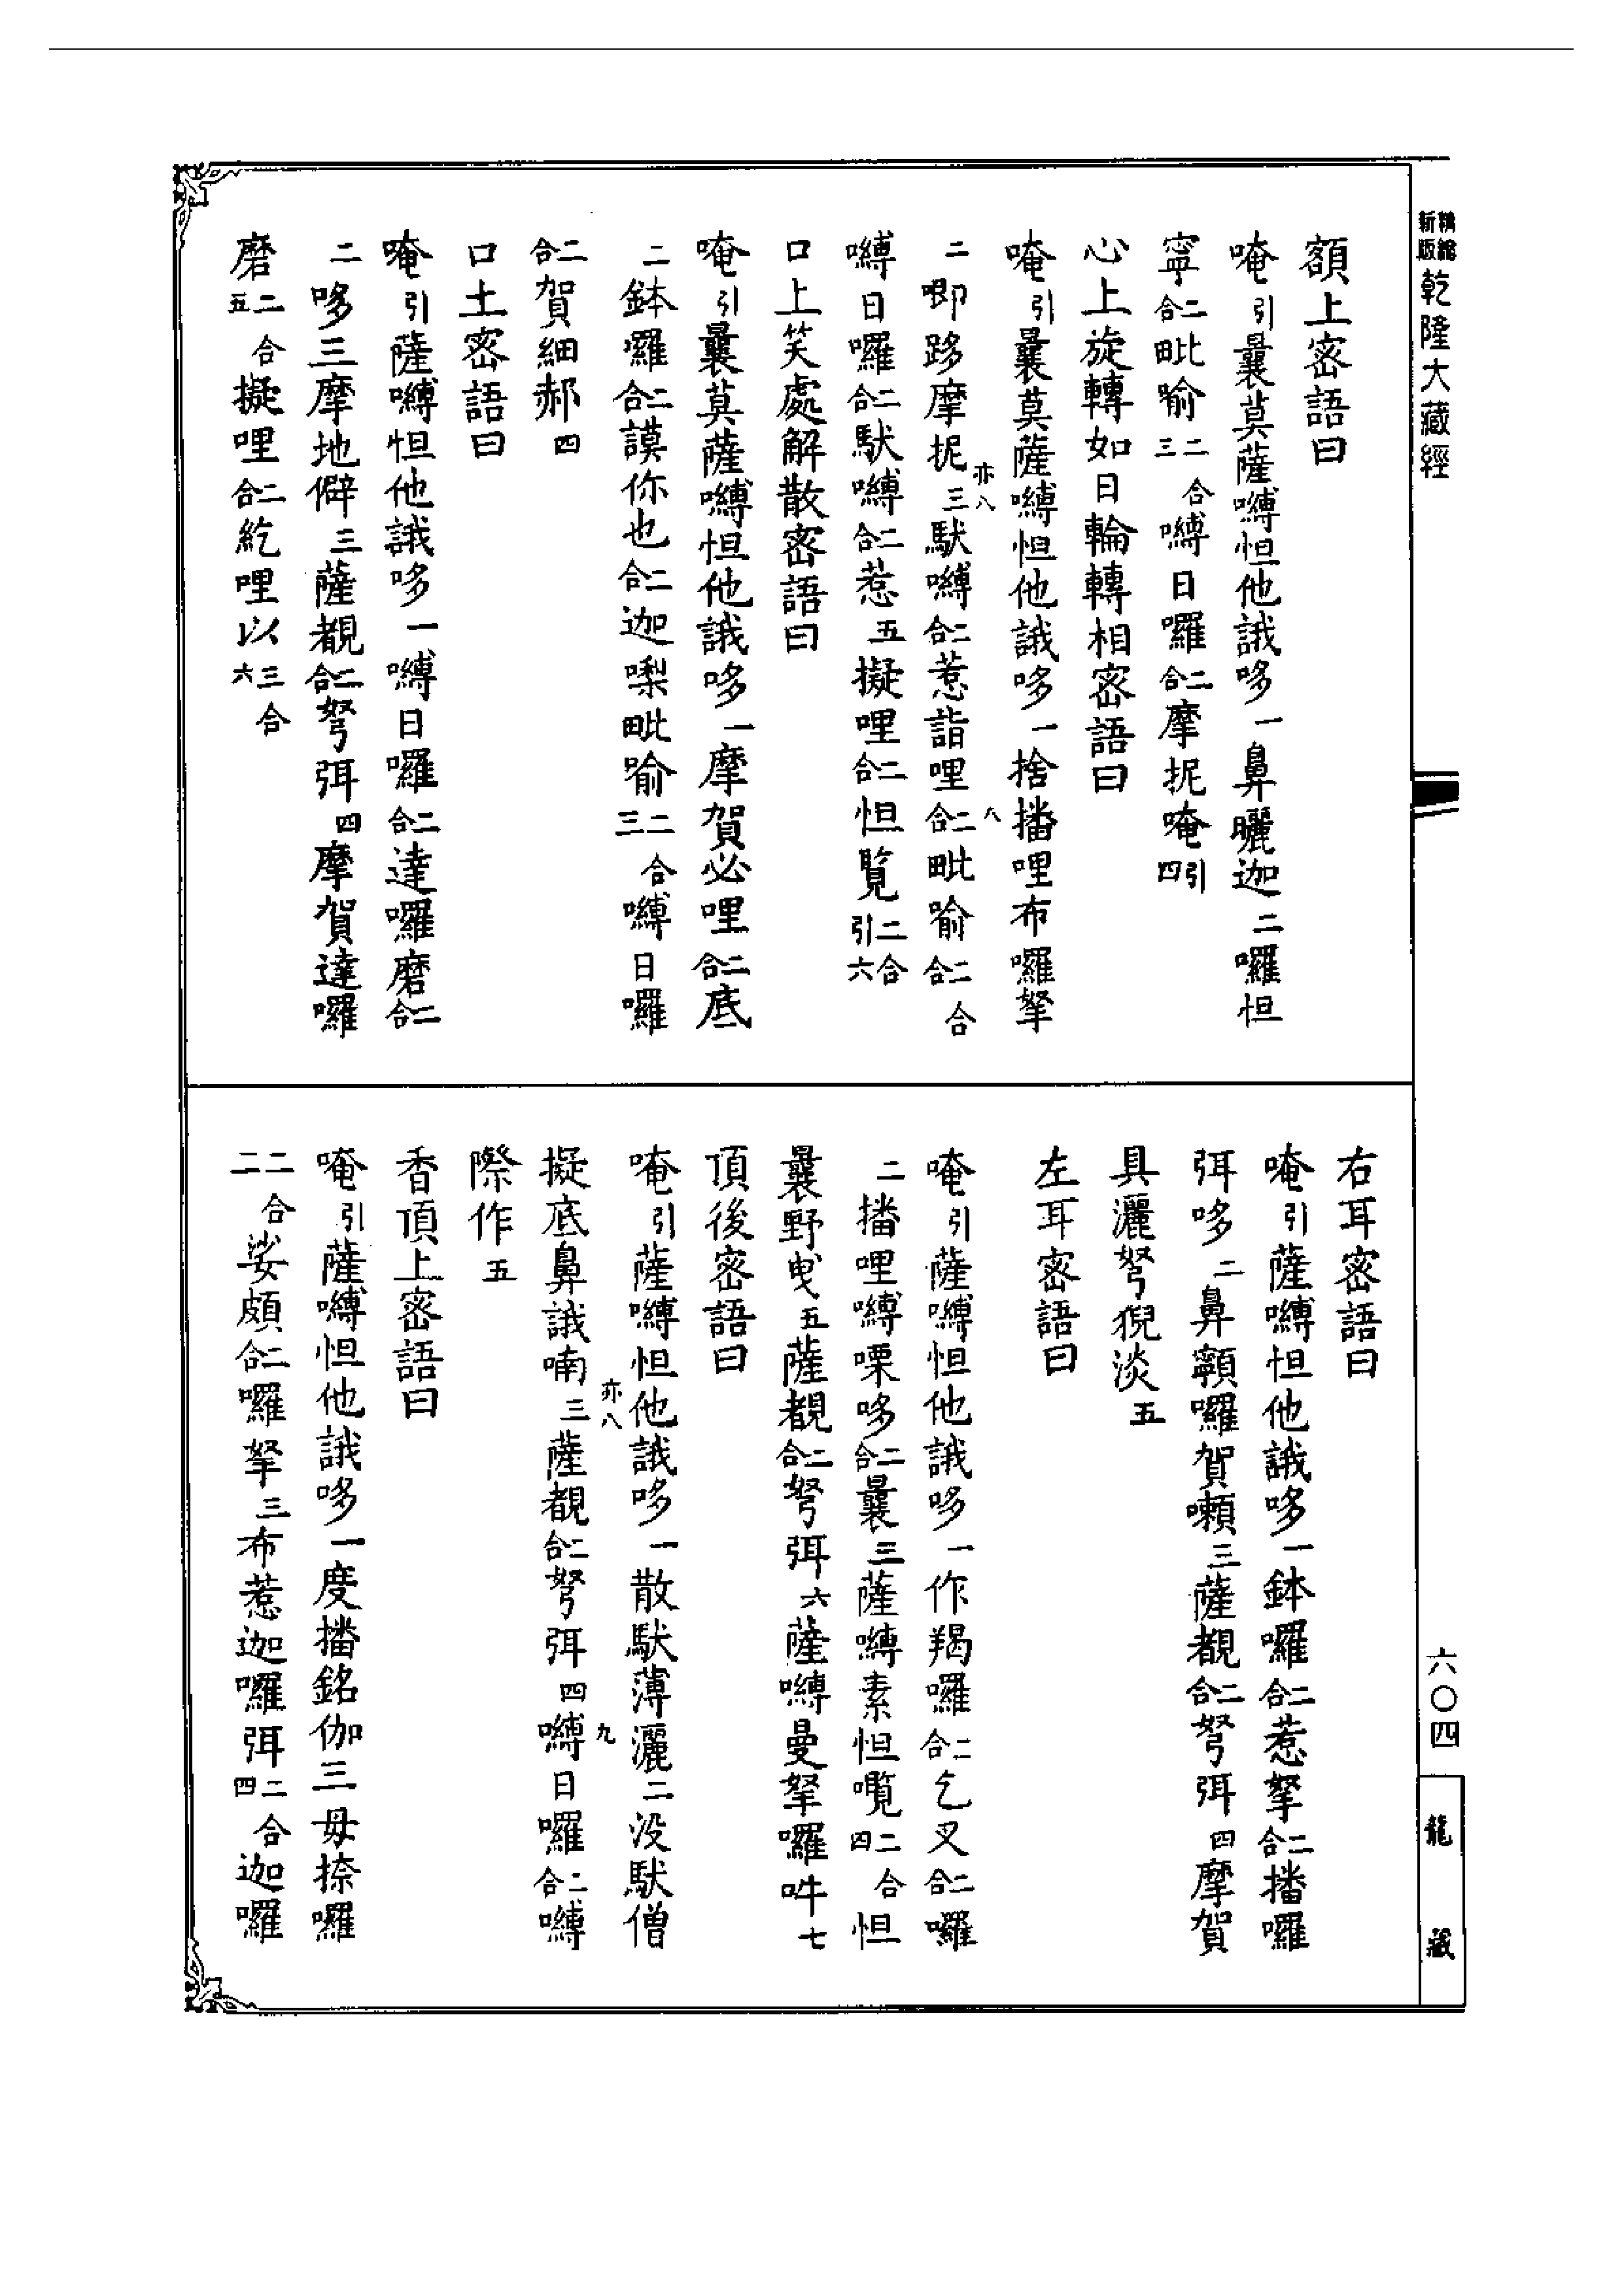 新編縮版乾隆大藏經
額上密語曰
唵引曩莫薩嚩怛他誐哆一鼻曬迦二囉怛
寧二合毗喻二合三嚩日囉二合摩抳唵引四
心上旋轉如日輪轉相密語曰
唵引曩莫薩嚩怛他誐哆一捨播哩布囉拏
二唧跢摩抳三馱嚩二合惹詣哩二合毗喻二合合
嚩日囉二合馱嚩二合惹五擬哩二合怛覽二合引六
口上笑處解散密語曰
唵引曩莫薩嚩怛他誐哆一摩賀必哩二合底
二鉢囉二合謨你也二合迦㗚毗喻二合三嚩日囉
二合賀細郝四
口土密語曰
唵引薩嚩怛他誐哆一嚩日囉二合達囉磨二合
二哆三摩地僻三薩覩二合弩弭四摩賀達囉
磨二合五擬哩二合紇哩以三合六
右耳密語曰
唵引薩嚩怛他誐哆一鉢囉二合惹拏二合播囉
弭哆二鼻囉賀嚩三薩覩二合弩弭四摩賀
具灑弩猊淡五
左耳密語曰
唵引薩嚩怛他誐哆一作羯囉二合乞叉二合囉
二播哩嚩㗚哆二合曩三薩嚩素怛㘕二合四怛
曩野曵五薩覩二合弩弭六薩嚩曼拏囉吽七
頂後密語曰
唵引薩嚩怛他誐哆一散馱薄灑二沒馱僧
擬底鼻誐喃三薩覩二合弩弭四嚩日囉二合嚩
際作五
香頂上密語曰
唵引薩嚩怛他誐哆一度播銘伽三毋捺囉
二合二娑頗二合囉拏三布惹迦囉弭二合四迦囉
亦八
八
亦八
九
六〇四
龍藏